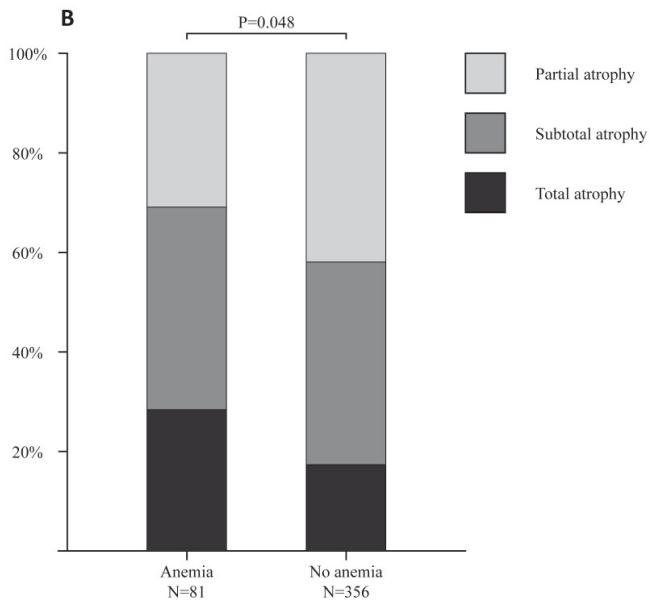 B
P=0.048
100%
80%
60%
40%
20%
Partial atrophy
Subtotal atrophy
Total atrophy
Anemia
N=81
No anemia
N=356